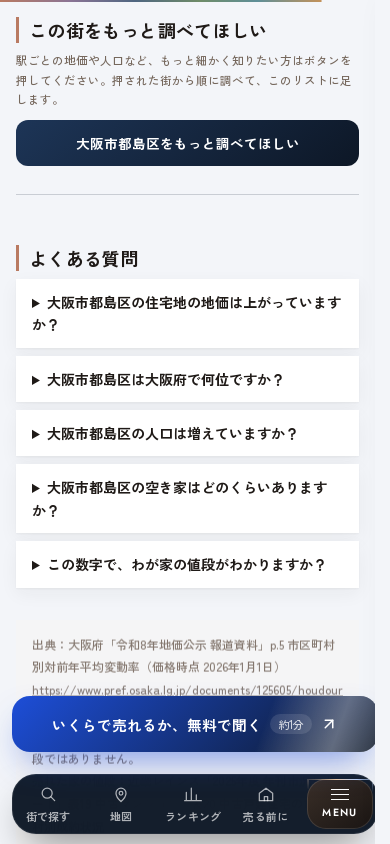 この街をもっと調べてほしい
駅ごとの地価や人口など、もっと細かく知りたい方はボタンを
押してください。押された街から順に調べて、このリストに足
します。
大阪市都島区をもっと調べてほしい
よくある質問
▶ 大阪市都島区の住宅地の地価は上がっています
か？
▶ 大阪市都島区は大阪府で何位ですか？
▶ 大阪市都島区の人口は増えていますか？
▶ 大阪市都島区の空き家はどのくらいあります
か？
▶ この数字で、わが家の値段がわかりますか？
出典：大阪府「令和8年地価公示 報道資料」p.5 市区町村
別対前年平均変動率（価格時点 2026年1月1日）
https://www.pref.osaka.lg.jp/documents/125605/houdour
いくらで売れるか、無料で聞く 約1分
段ではありません。
街で探す 地図 ランキング 売る前に MENU